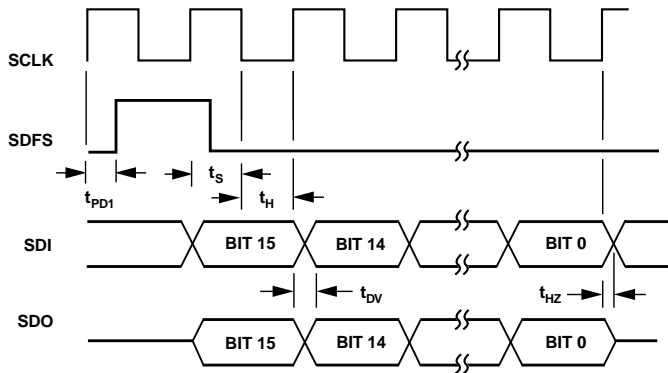 SCLK
SDFS
t_S
t_PD1
t_H
SDI
BIT 15
BIT 14
BIT 0
t_DV
t_HZ
SDO
BIT 15
BIT 14
BIT 0